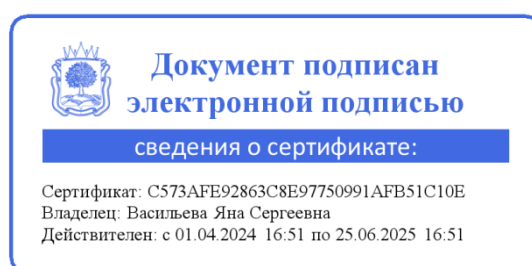 Документ подписан
электронной подписью
сведения о сертификате:
Сертификат: C573AFE92863C8E97750991AFB51C10E
Владелец: Васильева Яна Сергеевна
Действителен: с 01.04.2024 16:51 по 25.06.2025 16:51